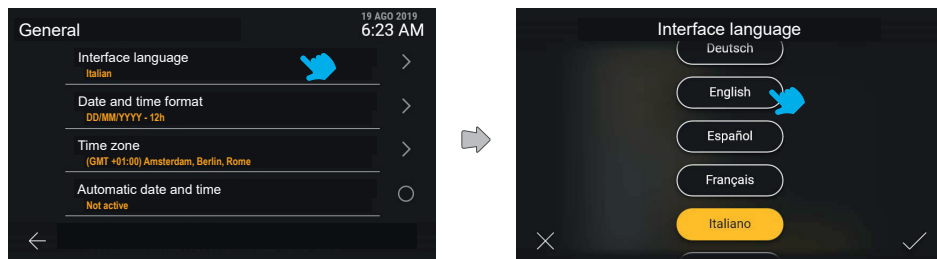 General
19 AGO 2019
6:23 AM
Interface language
Italian
Date and time format
DD/MM/YYYY - 12h
Time zone
(GMT +01:00) Amsterdam, Berlin, Rome
Automatic date and time
Not active
Interface language
Deutsch
English
Español
Français
Italiano